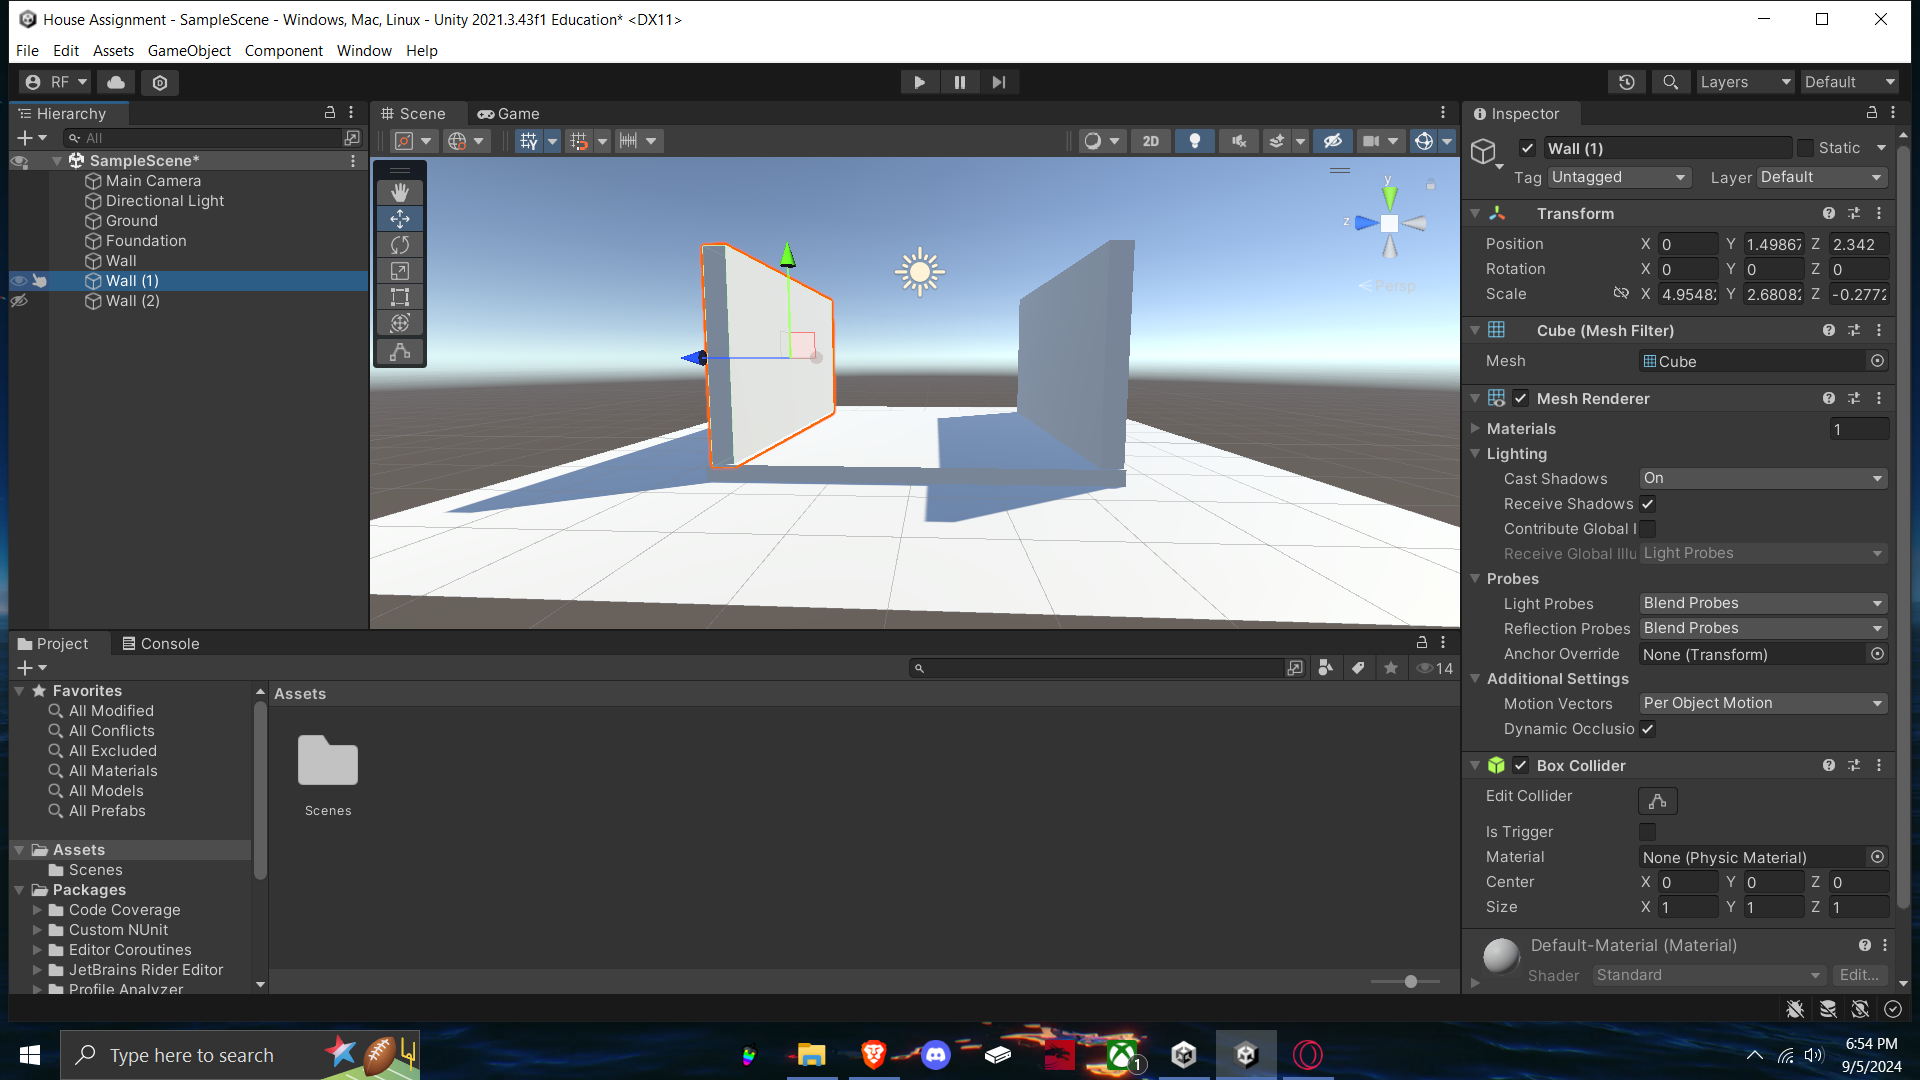 House Assignment - SampleScene - Windows, Mac, Linux - Unity 2021.3.43f1 Education* <DX11>
File Edit Assets GameObject Component Window Help
RF
Layers Default
Hierarchy
All
SampleScene*
Main Camera
Directional Light
Ground
Foundation
Wall
Wall (1)
Wall (2)
Scene Game
2D
y
z
Persp
Inspector
Wall (1) Static
Tag Untagged Layer Default
Transform
Position X 0 Y 1.49867 Z 2.342
Rotation X 0 Y 0 Z 0
Scale X 4.95482 Y 2.68082 Z -0.2772
Cube (Mesh Filter)
Mesh Cube
Mesh Renderer
Materials 1
Lighting
Cast Shadows On
Receive Shadows
Contribute Global I
Receive Global Illu Light Probes
Probes
Light Probes Blend Probes
Reflection Probes Blend Probes
Anchor Override None (Transform)
Additional Settings
Motion Vectors Per Object Motion
Dynamic Occlusio
Box Collider
Edit Collider
Is Trigger
Material None (Physic Material)
Center X 0 Y 0 Z 0
Size X 1 Y 1 Z 1
Default-Material (Material)
Shader Standard Edit...
Project Console
14
Favorites
All Modified
All Conflicts
All Excluded
All Materials
All Models
All Prefabs
Assets
Scenes
Packages
Code Coverage
Custom NUnit
Editor Coroutines
JetBrains Rider Editor
Profile Analyzer
Assets
Scenes
Type here to search
1
6:54 PM
9/5/2024